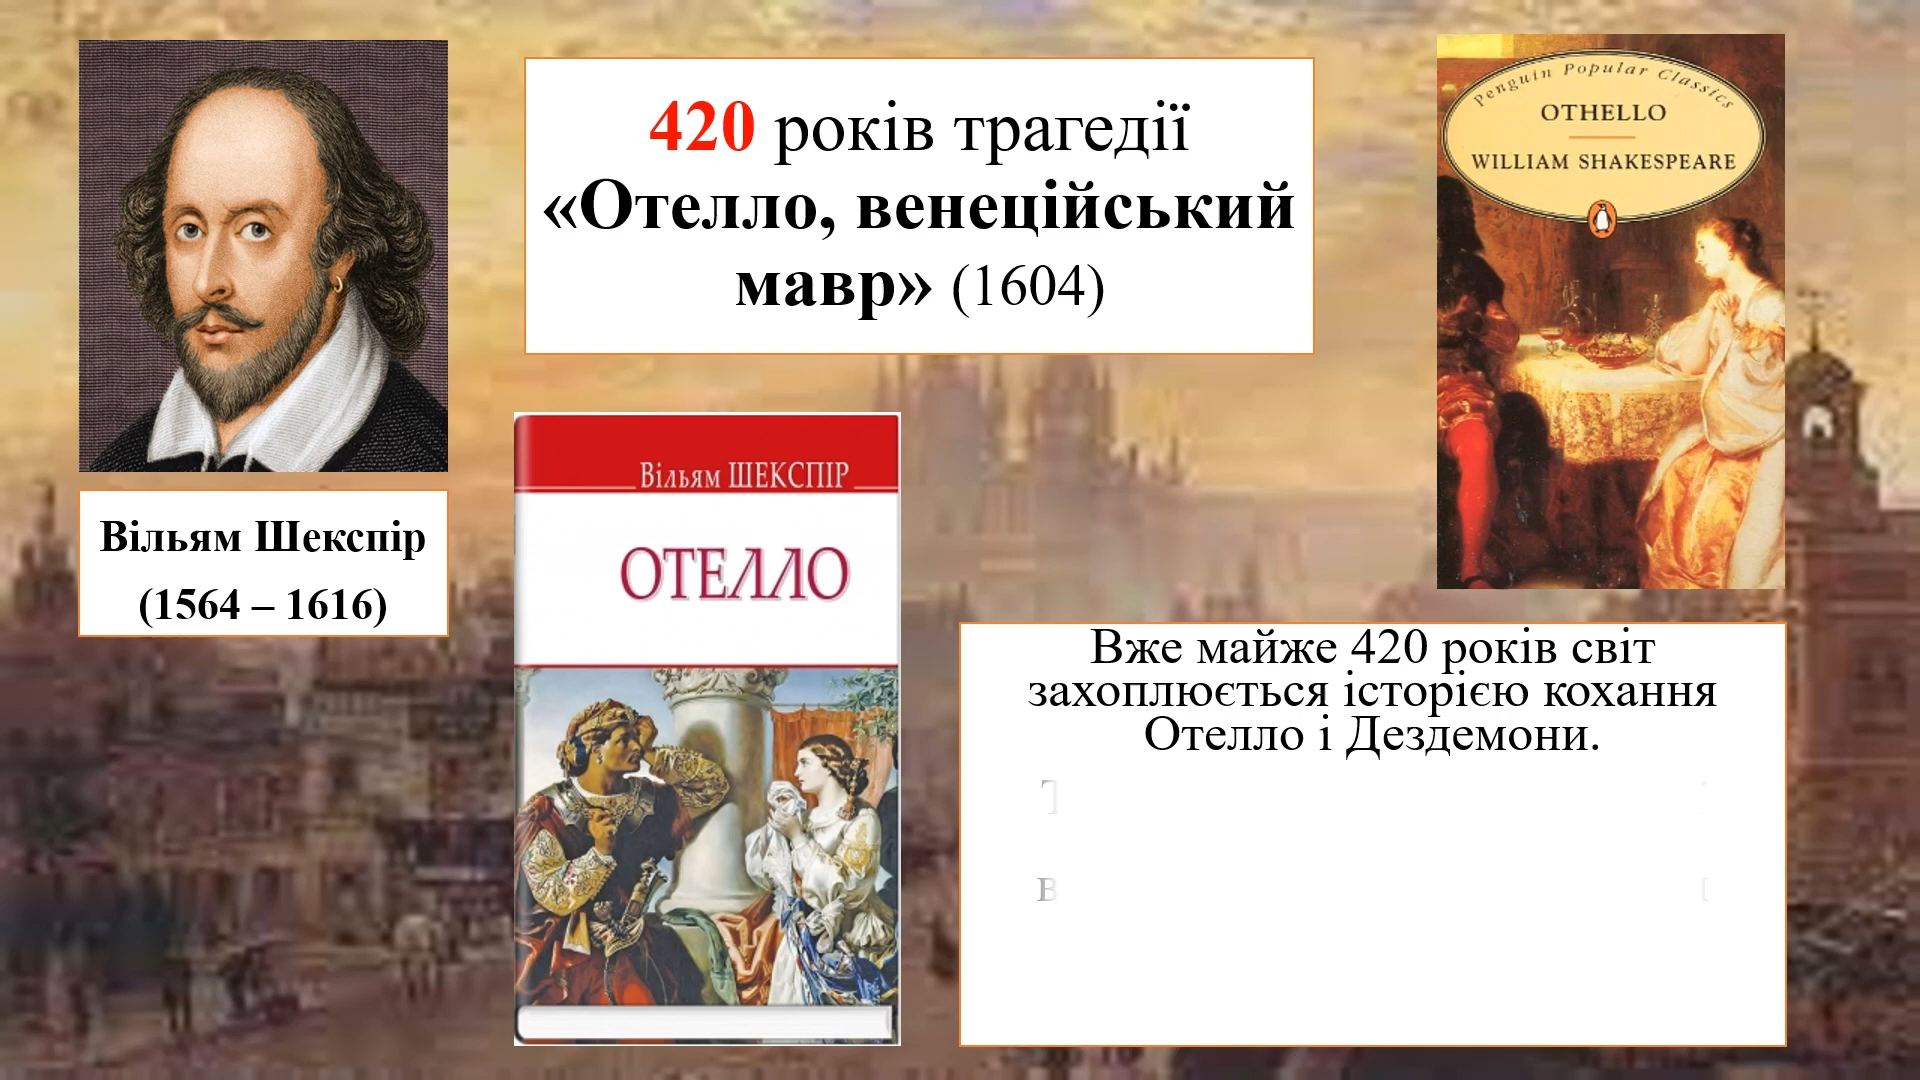 420 років трагедії
«Отелло, венеційський
мавр» (1604)
Penguin Popular Classics
OTHELLO
WILLIAM SHAKESPEARE
Вільям Шекспір
(1564 – 1616)
Вільям ШЕКСПІР
ОТЕЛЛО
Вже майже 420 років світ
захоплюється історією кохання
Отелло і Дездемони.